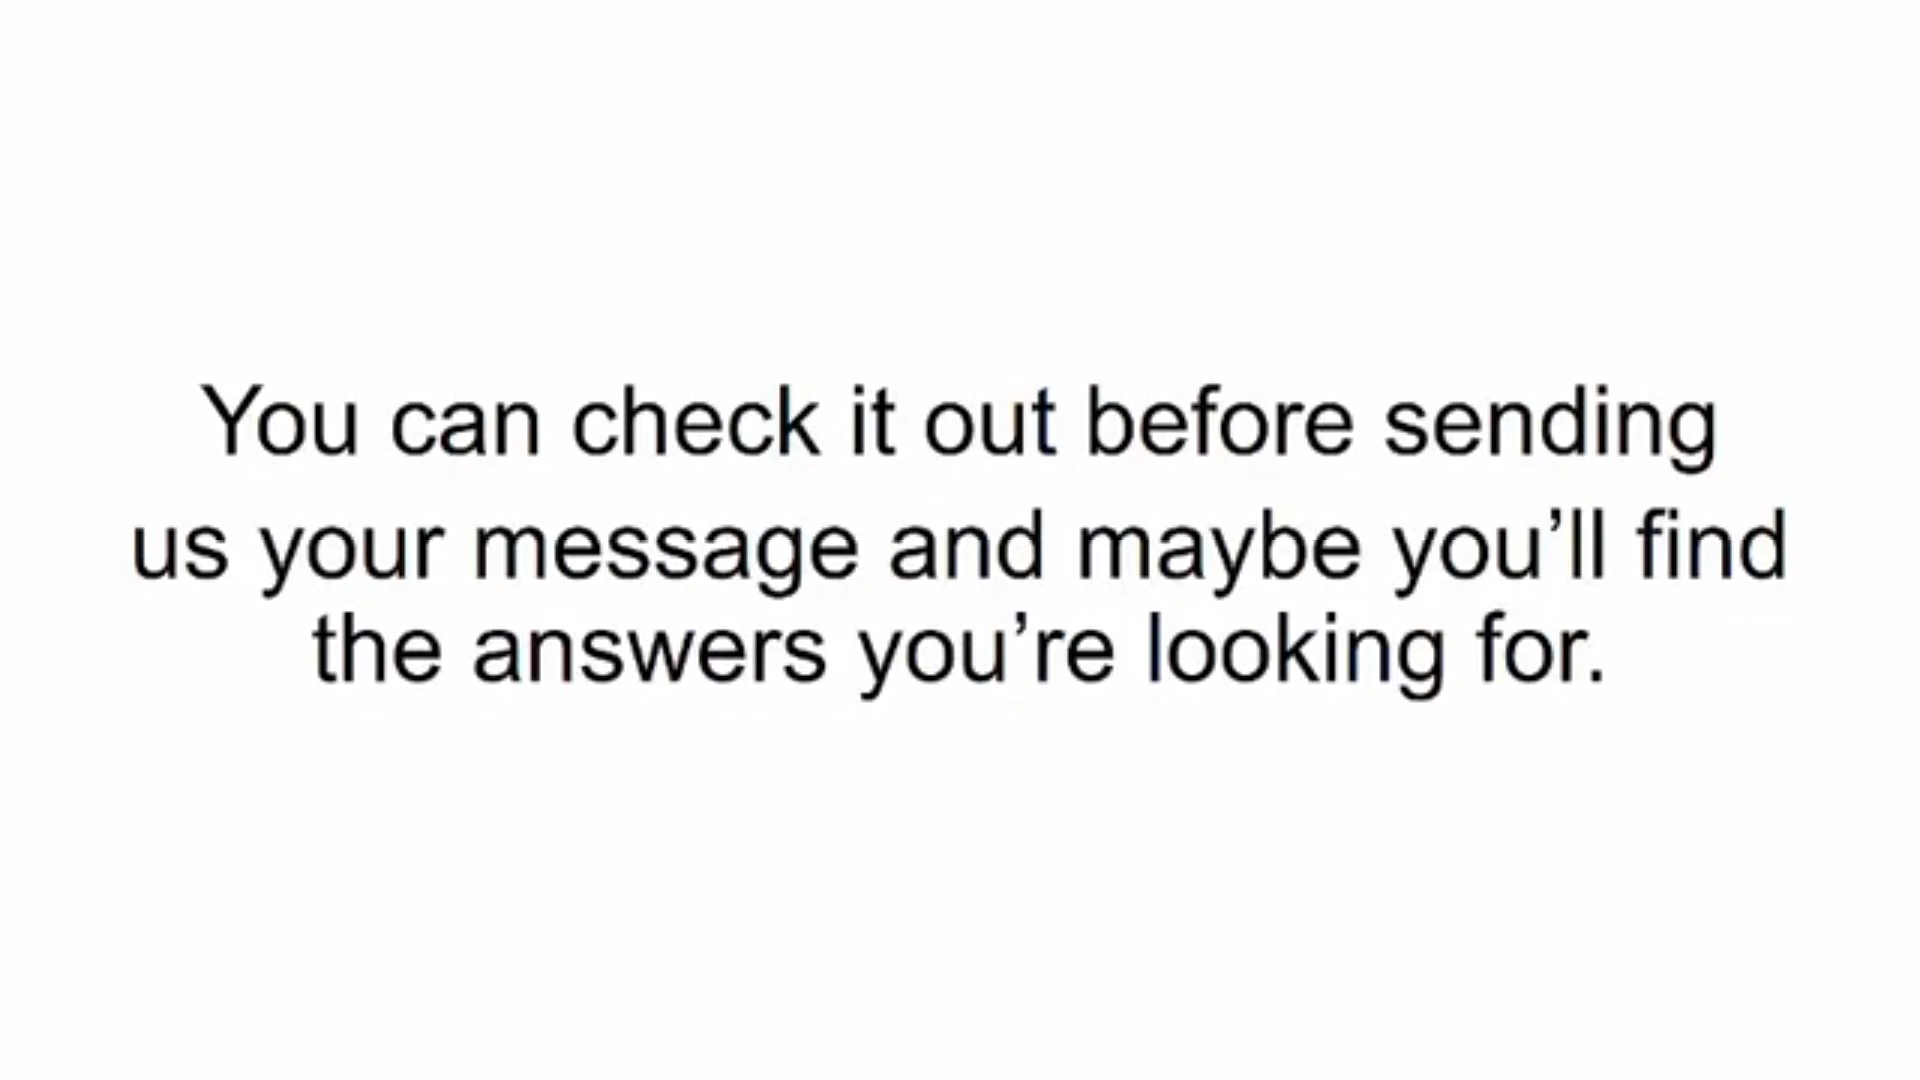 You can check it out before sending
us your message and maybe you’ll find
the answers you’re looking for.